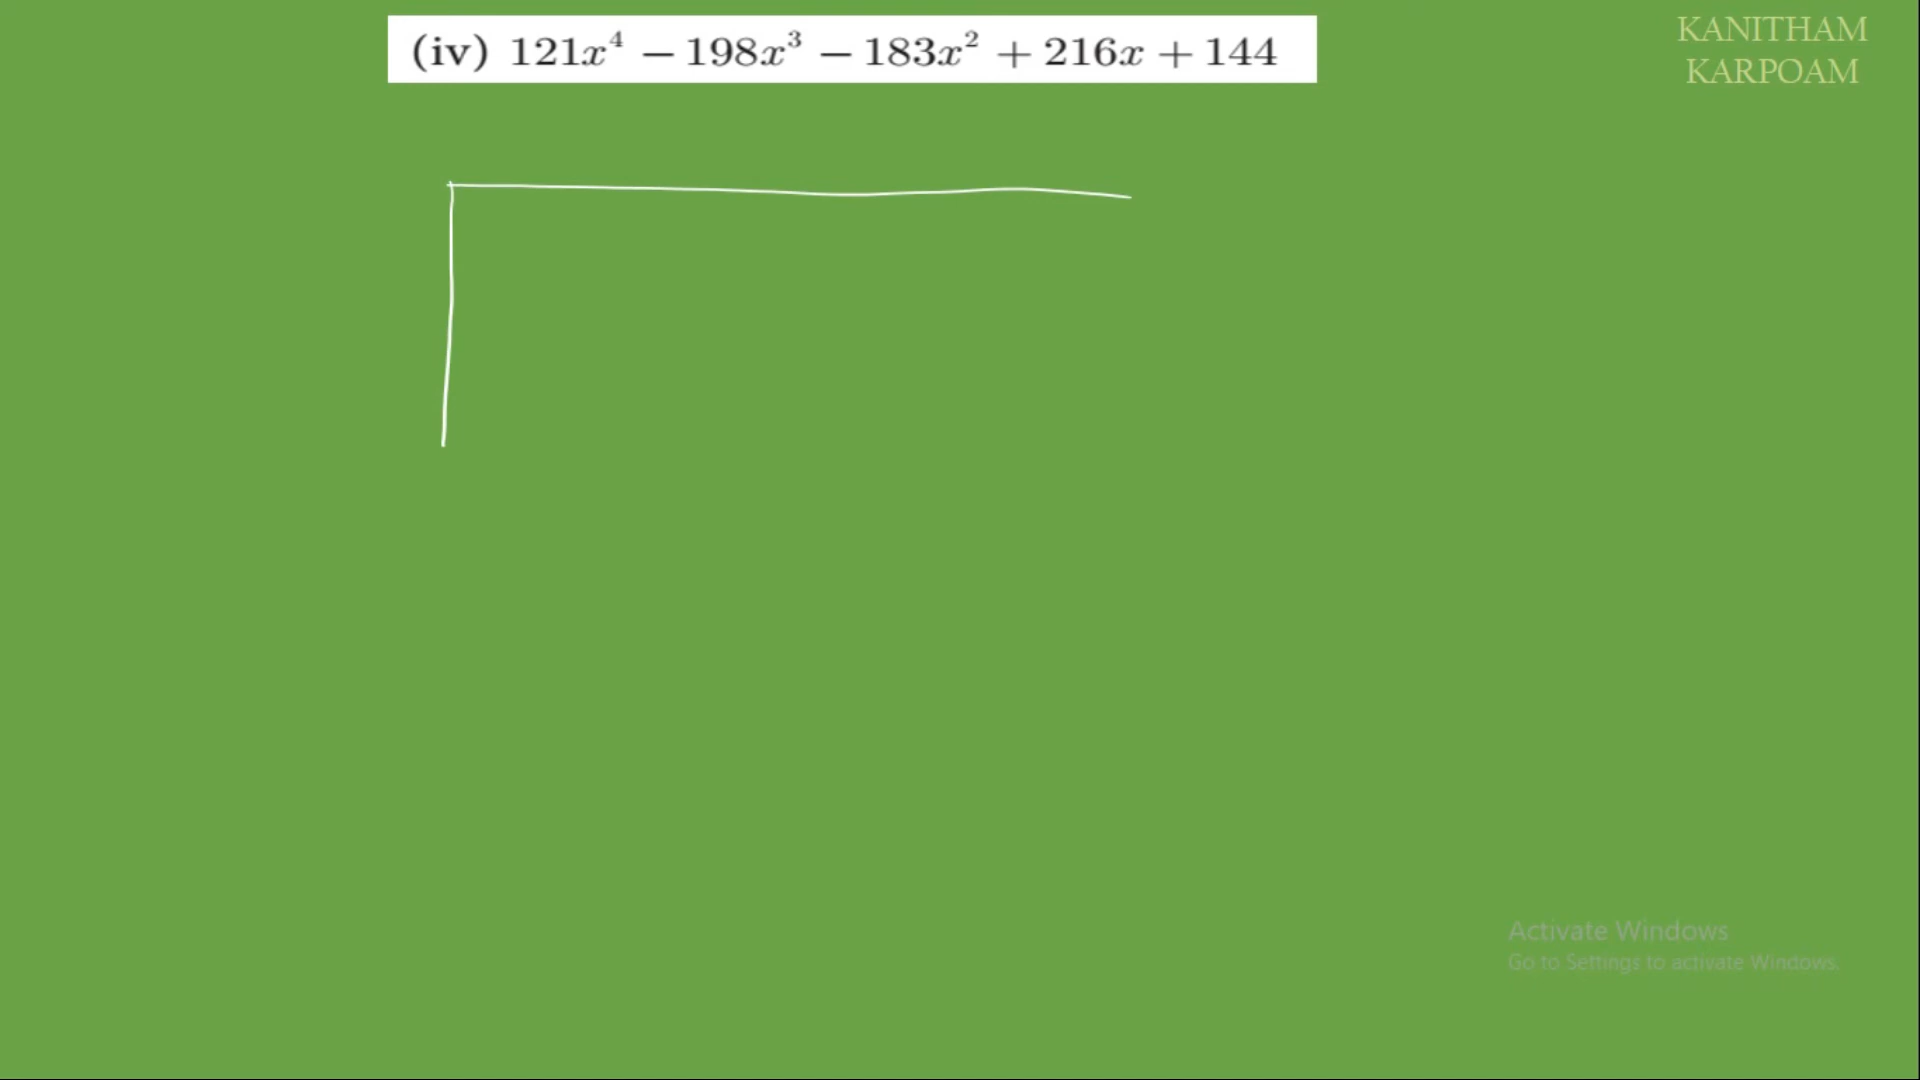 (iv) 121x⁴ − 198x³ − 183x² + 216x + 144
KANITHAM
KARPOAM
Activate Windows
Go to Settings to activate Windows.